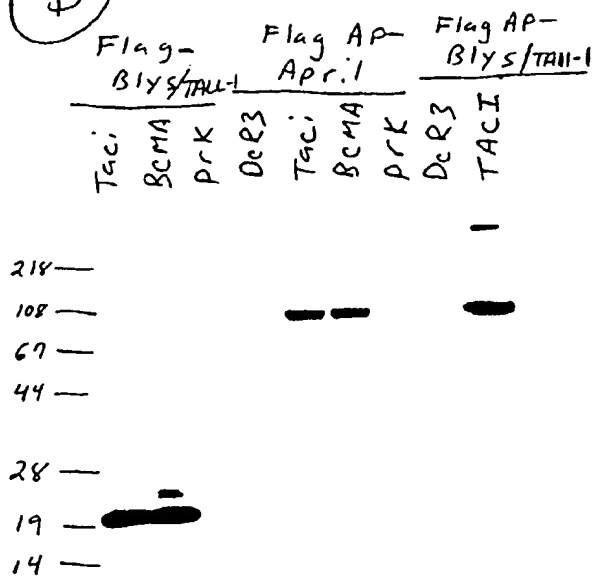 Flag-
Blys/TALL-1
Flag AP-
April
Flag AP-
Blys/TAll-1
Taci
BCMA
PrK
DcR3
Taci
BCMA
PrK
DcR3
TACI
218
108
67
44
28
19
14